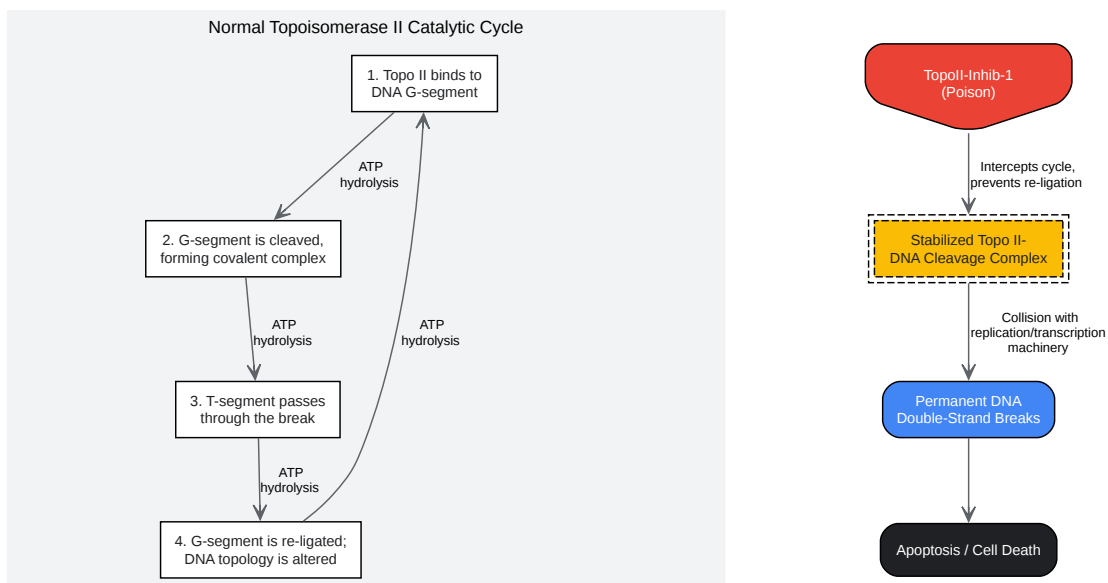 Normal Topoisomerase II Catalytic Cycle
1. Topo II binds to
DNA G-segment
ATP
hydrolysis
2. G-segment is cleaved,
forming covalent complex
ATP
hydrolysis
ATP
hydrolysis
3. T-segment passes
through the break
ATP
hydrolysis
4. G-segment is re-ligated;
DNA topology is altered
TopoII-Inhib-1
(Poison)
Intercepts cycle,
prevents re-ligation
Stabilized Topo II-
DNA Cleavage Complex
Collision with
replication/transcription
machinery
Permanent DNA
Double-Strand Breaks
Apoptosis / Cell Death